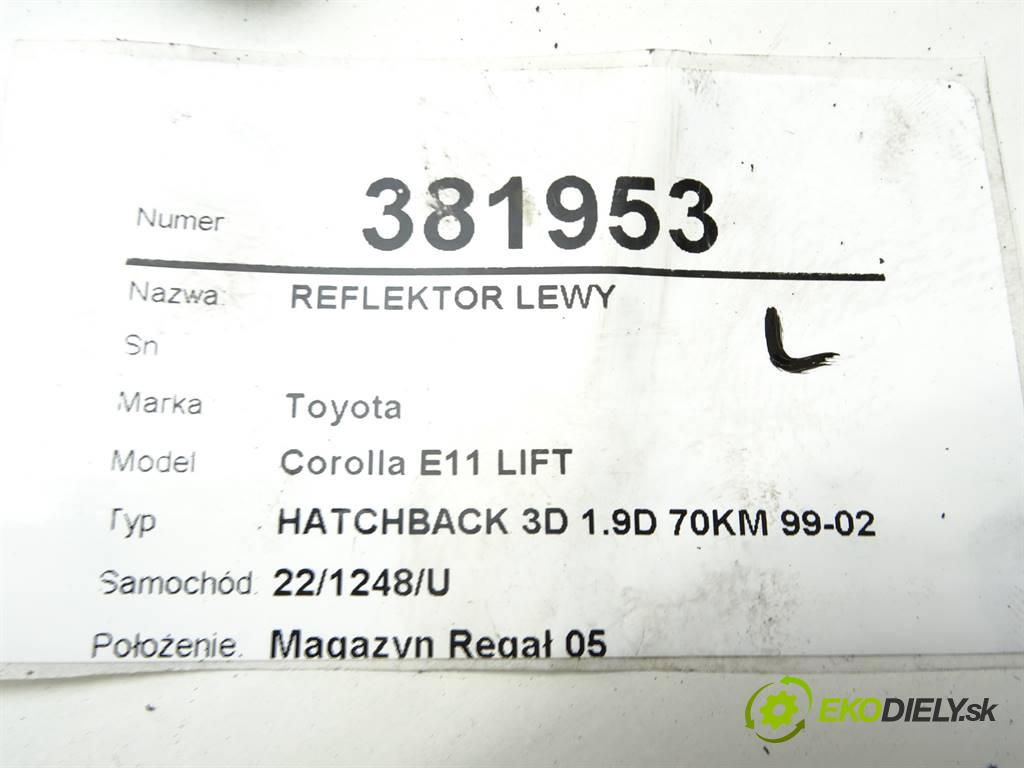 Numer 381953
Nazwa: REFLEKTOR LEWY
Sn
L
Marka Toyota
Model Corolla E11 LIFT
Typ HATCHBACK 3D 1.9D 70KM 99-02
Samochód: 22/1248/U
Położenie: Magazyn Regał 05
EKODIELY.sk